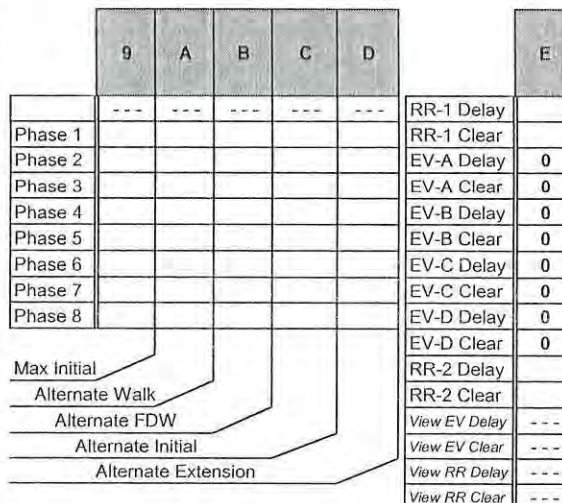 9 A B C D E
--- --- --- --- --- RR-1 Delay
Phase 1 RR-1 Clear
Phase 2 EV-A Delay 0
Phase 3 EV-A Clear 0
Phase 4 EV-B Delay 0
Phase 5 EV-B Clear 0
Phase 6 EV-C Delay 0
Phase 7 EV-C Clear 0
Phase 8 EV-D Delay 0
EV-D Clear 0
Max Initial RR-2 Delay
Alternate Walk RR-2 Clear
Alternate FDW View EV Delay ---
Alternate Initial View EV Clear ---
Alternate Extension View RR Delay ---
View RR Clear ---